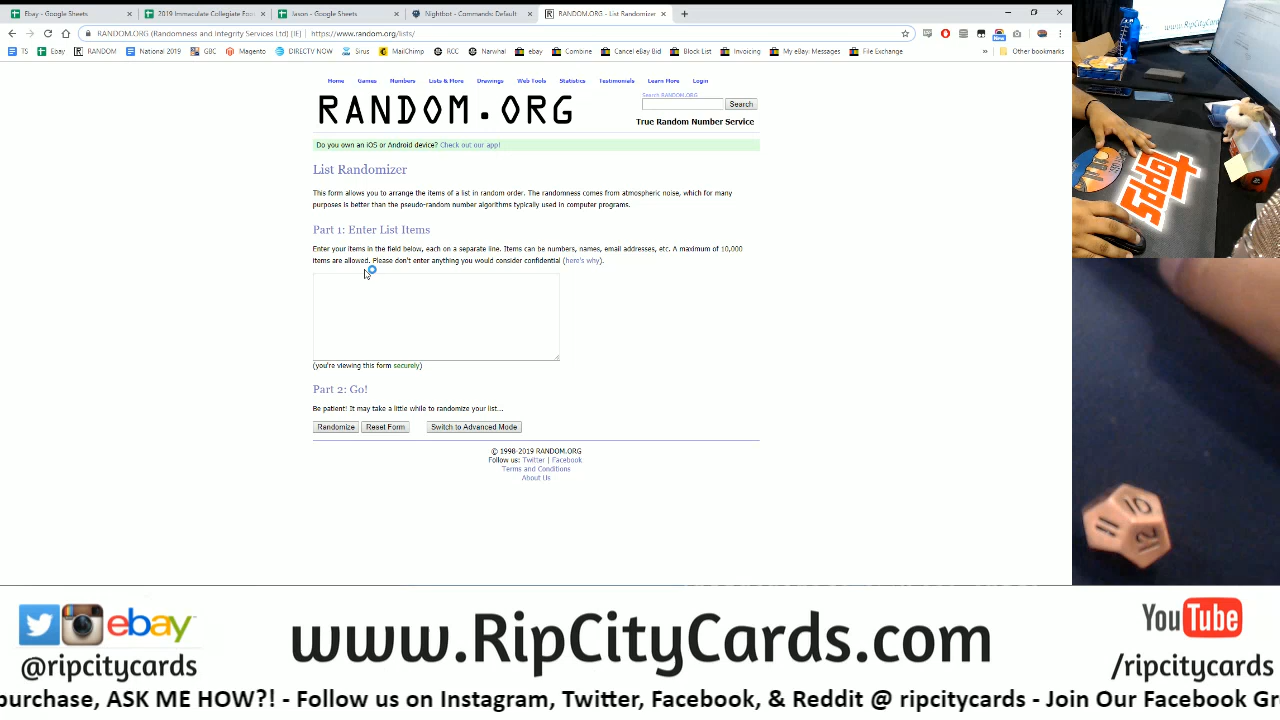 Ebay - Google Sheets × 2019 Immaculate Collegiate Foo × Jason - Google Sheets × Nightbot - Commands: Default × RANDOM.ORG - List Randomizer ×
RANDOM.ORG (Randomness and Integrity Services Ltd) [IE] https://www.random.org/lists/
TS Ebay RANDOM National 2019 GBC Magento DIRECTV NOW Sirus MailChimp RCC Narwhal ebay Combine Cancel eBay Bid Block List Invoicing My eBay: Messages File Exchange » Other bookmarks
Home Games Numbers Lists & More Drawings Web Tools Statistics Testimonials Learn More Login
RANDOM.ORG
Search RANDOM.ORG
Search
True Random Number Service
Do you own an iOS or Android device? Check out our app!
List Randomizer
This form allows you to arrange the items of a list in random order. The randomness comes from atmospheric noise, which for many
purposes is better than the pseudo-random number algorithms typically used in computer programs.
Part 1: Enter List Items
Enter your items in the field below, each on a separate line. Items can be numbers, names, email addresses, etc. A maximum of 10,000
items are allowed. Please don't enter anything you would consider confidential (here's why).
(you're viewing this form securely)
Part 2: Go!
Be patient! It may take a little while to randomize your list...
Randomize Reset Form Switch to Advanced Mode
© 1998-2019 RANDOM.ORG
Follow us: Twitter | Facebook
Terms and Conditions
About Us
www.RipCityC
topps
10
11
12
ebay
@ripcitycards
www.RipCityCards.com
YouTube
/ripcitycards
purchase, ASK ME HOW?! - Follow us on Instagram, Twitter, Facebook, & Reddit @ ripcitycards - Join Our Facebook Gr